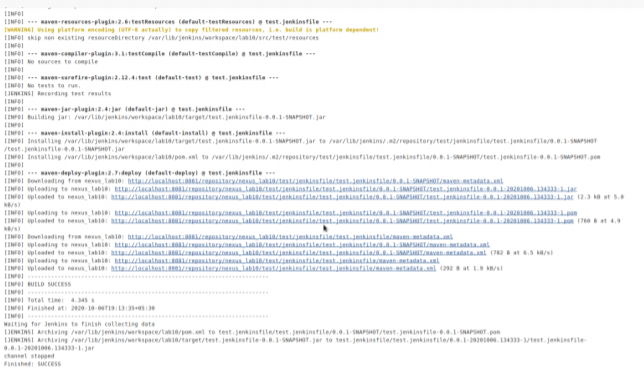 [INFO]
[INFO] --- maven-resources-plugin:2.6:testResources (default-testResources) @ test.jenkinsfile ---
[WARNING] Using platform encoding (UTF-8 actually) to copy filtered resources, i.e. build is platform dependent!
[INFO] skip non existing resourceDirectory /var/lib/jenkins/workspace/lab10/src/test/resources
[INFO]
[INFO] --- maven-compiler-plugin:3.1:testCompile (default-testCompile) @ test.jenkinsfile ---
[INFO] No sources to compile
[INFO]
[INFO] --- maven-surefire-plugin:2.12.4:test (default-test) @ test.jenkinsfile ---
[INFO] No tests to run.
[JENKINS] Recording test results
[INFO]
[INFO] --- maven-jar-plugin:2.4:jar (default-jar) @ test.jenkinsfile ---
[INFO] Building jar: /var/lib/jenkins/workspace/lab10/target/test.jenkinsfile-0.0.1-SNAPSHOT.jar
[INFO]
[INFO] --- maven-install-plugin:2.4:install (default-install) @ test.jenkinsfile ---
[INFO] Installing /var/lib/jenkins/workspace/lab10/target/test.jenkinsfile-0.0.1-SNAPSHOT.jar to /var/lib/jenkins/.m2/repository/test/jenkinsfile/test.jenkinsfile/0.0.1-SNAPSHOT
/test.jenkinsfile-0.0.1-SNAPSHOT.jar
[INFO] Installing /var/lib/jenkins/workspace/lab10/pom.xml to /var/lib/jenkins/.m2/repository/test/jenkinsfile/test.jenkinsfile/0.0.1-SNAPSHOT/test.jenkinsfile-0.0.1-SNAPSHOT.pom
[INFO]
[INFO] --- maven-deploy-plugin:2.7:deploy (default-deploy) @ test.jenkinsfile ---
[INFO] Downloading from nexus_lab10: http://localhost:8081/repository/nexus_lab10/test/jenkinsfile/test.jenkinsfile/0.0.1-SNAPSHOT/maven-metadata.xml
[INFO] Uploading to nexus_lab10: http://localhost:8081/repository/nexus_lab10/test/jenkinsfile/test.jenkinsfile/0.0.1-SNAPSHOT/test.jenkinsfile-0.0.1-20201006.134333-1.jar
[INFO] Uploaded to nexus_lab10: http://localhost:8081/repository/nexus_lab10/test/jenkinsfile/test.jenkinsfile/0.0.1-SNAPSHOT/test.jenkinsfile-0.0.1-20201006.134333-1.jar (2.3 kB at 5.0
kB/s)
[INFO] Uploading to nexus_lab10: http://localhost:8081/repository/nexus_lab10/test/jenkinsfile/test.jenkinsfile/0.0.1-SNAPSHOT/test.jenkinsfile-0.0.1-20201006.134333-1.pom
[INFO] Uploaded to nexus_lab10: http://localhost:8081/repository/nexus_lab10/test/jenkinsfile/test.jenkinsfile/0.0.1-SNAPSHOT/test.jenkinsfile-0.0.1-20201006.134333-1.pom (760 B at 4.9
kB/s)
[INFO] Downloading from nexus_lab10: http://localhost:8081/repository/nexus_lab10/test/jenkinsfile/test.jenkinsfile/maven-metadata.xml
[INFO] Uploading to nexus_lab10: http://localhost:8081/repository/nexus_lab10/test/jenkinsfile/test.jenkinsfile/0.0.1-SNAPSHOT/maven-metadata.xml
[INFO] Uploaded to nexus_lab10: http://localhost:8081/repository/nexus_lab10/test/jenkinsfile/test.jenkinsfile/0.0.1-SNAPSHOT/maven-metadata.xml (782 B at 6.5 kB/s)
[INFO] Uploading to nexus_lab10: http://localhost:8081/repository/nexus_lab10/test/jenkinsfile/test.jenkinsfile/maven-metadata.xml
[INFO] Uploaded to nexus_lab10: http://localhost:8081/repository/nexus_lab10/test/jenkinsfile/test.jenkinsfile/maven-metadata.xml (292 B at 1.9 kB/s)
[INFO] ------------------------------------------------------------------------
[INFO] BUILD SUCCESS
[INFO] ------------------------------------------------------------------------
[INFO] Total time: 4.345 s
[INFO] Finished at: 2020-10-06T19:13:35+05:30
[INFO] ------------------------------------------------------------------------
Waiting for Jenkins to finish collecting data
[JENKINS] Archiving /var/lib/jenkins/workspace/lab10/pom.xml to test.jenkinsfile/test.jenkinsfile/0.0.1-SNAPSHOT/test.jenkinsfile-0.0.1-SNAPSHOT.pom
[JENKINS] Archiving /var/lib/jenkins/workspace/lab10/target/test.jenkinsfile-0.0.1-SNAPSHOT.jar to test.jenkinsfile/test.jenkinsfile/0.0.1-20201006.134333-1/test.jenkinsfile-
0.0.1-20201006.134333-1.jar
channel stopped
Finished: SUCCESS